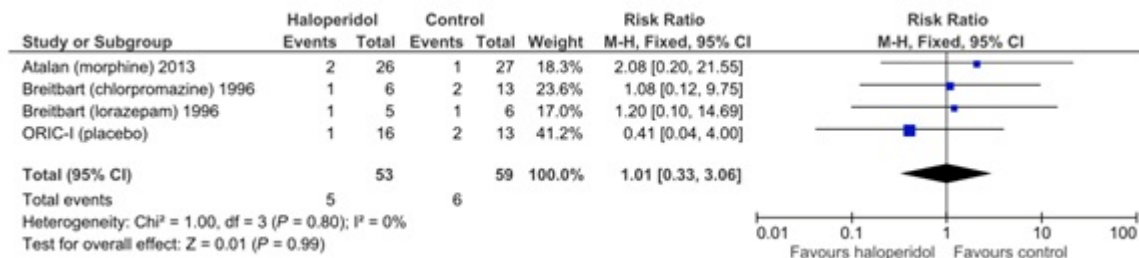 Haloperidol Control Risk Ratio Risk Ratio
Study or Subgroup Events Total Events Total Weight M-H, Fixed, 95% CI M-H, Fixed, 95% CI
Atalan (morphine) 2013 2 26 1 27 18.3% 2.08 [0.20, 21.55]
Breitbart (chlorpromazine) 1996 1 6 2 13 23.6% 1.08 [0.12, 9.75]
Breitbart (lorazepam) 1996 1 5 1 6 17.0% 1.20 [0.10, 14.69]
ORIC-I (placebo) 1 16 2 13 41.2% 0.41 [0.04, 4.00]
Total (95% CI) 53 59 100.0% 1.01 [0.33, 3.06]
Total events 5 6
Heterogeneity: Chi² = 1.00, df = 3 (P = 0.80); I² = 0%
Test for overall effect: Z = 0.01 (P = 0.99)
0.01 0.1 1 10 100
Favours haloperidol Favours control